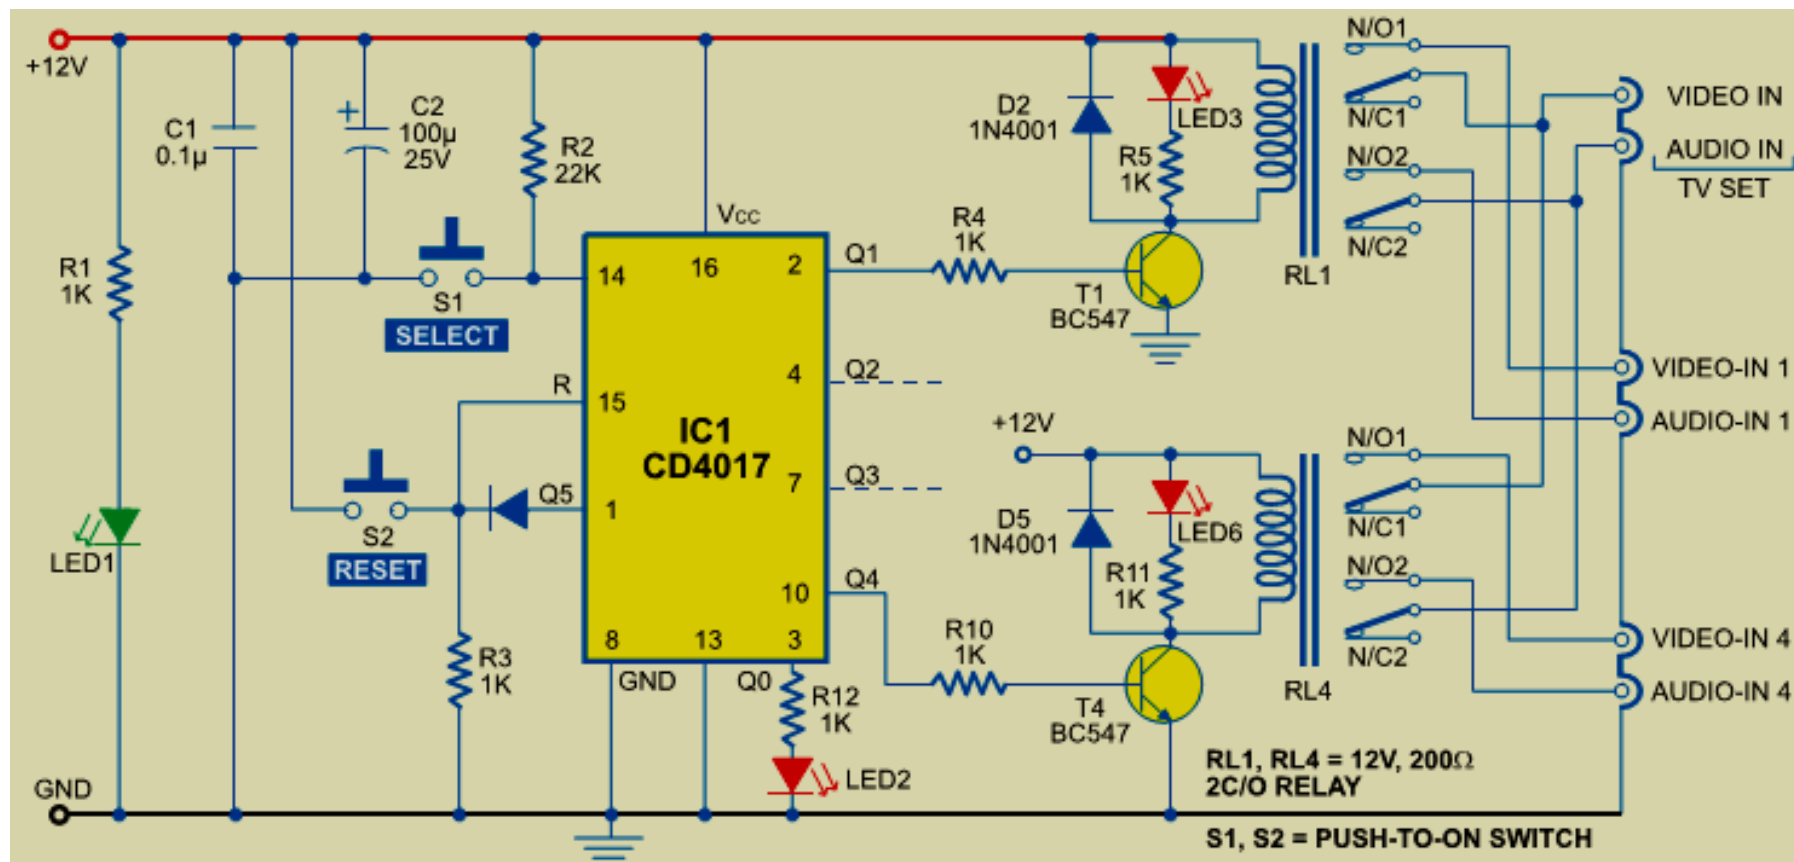 +12V
C1
0.1µ
C2
100µ
25V
+
R2
22K
R1
1K
S1
SELECT
LED1
S2
RESET
R3
1K
GND
Vcc
14
16
2
R
15
4
IC1
CD4017
7
Q5
1
10
8
13
3
GND
Q0
R12
1K
LED2
Q1
Q2
Q3
Q4
R4
1K
D2
1N4001
LED3
R5
1K
T1
BC547
RL1
N/O1
N/C1
N/O2
N/C2
VIDEO IN
AUDIO IN
TV SET
VIDEO-IN 1
AUDIO-IN 1
+12V
D5
1N4001
LED6
R11
1K
R10
1K
T4
BC547
RL4
N/O1
N/C1
N/O2
N/C2
VIDEO-IN 4
AUDIO-IN 4
RL1, RL4 = 12V, 200Ω
2C/O RELAY
S1, S2 = PUSH-TO-ON SWITCH